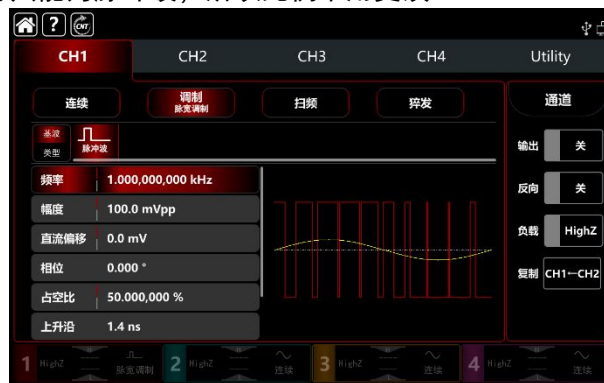 CNT
CH1 CH2 CH3 CH4 Utility
连续 调制 扫频 猝发 通道
脉宽调制
基波
类型
脉冲波
输出 关
频率 1.000,000,000 kHz
反向 关
幅度 100.0 mVpp
直流偏移 0.0 mV
负载 HighZ
相位 0.000 °
复制 CH1←CH2
占空比 50.000,000 %
上升沿 1.4 ns
1 HighZ 脉宽调制 2 HighZ 连续 3 HighZ 连续 4 HighZ 连续